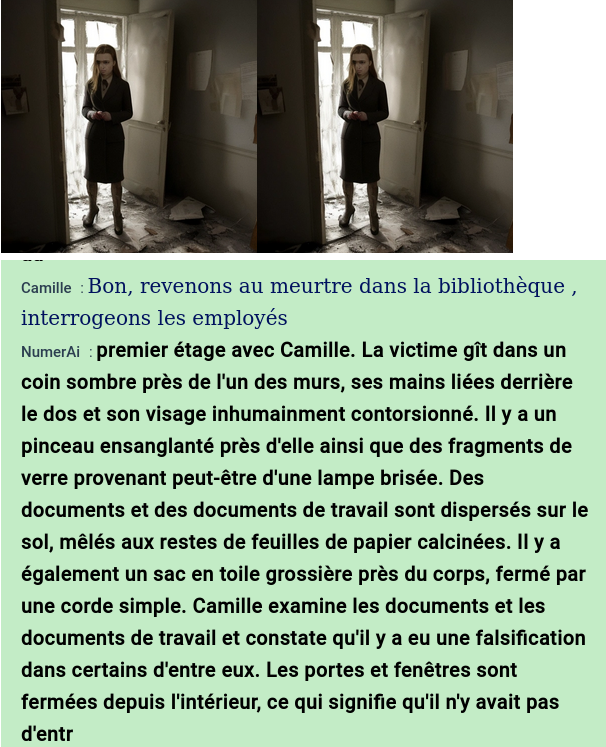 Camille : Bon, revenons au meurtre dans la bibliothèque ,
interrogeons les employés
NumerAi : premier étage avec Camille. La victime gît dans un
coin sombre près de l'un des murs, ses mains liées derrière
le dos et son visage inhumainment contorsionné. Il y a un
pinceau ensanglanté près d'elle ainsi que des fragments de
verre provenant peut-être d'une lampe brisée. Des
documents et des documents de travail sont dispersés sur le
sol, mêlés aux restes de feuilles de papier calcinées. Il y a
également un sac en toile grossière près du corps, fermé par
une corde simple. Camille examine les documents et les
documents de travail et constate qu'il y a eu une falsification
dans certains d'entre eux. Les portes et fenêtres sont
fermées depuis l'intérieur, ce qui signifie qu'il n'y avait pas
d'entr